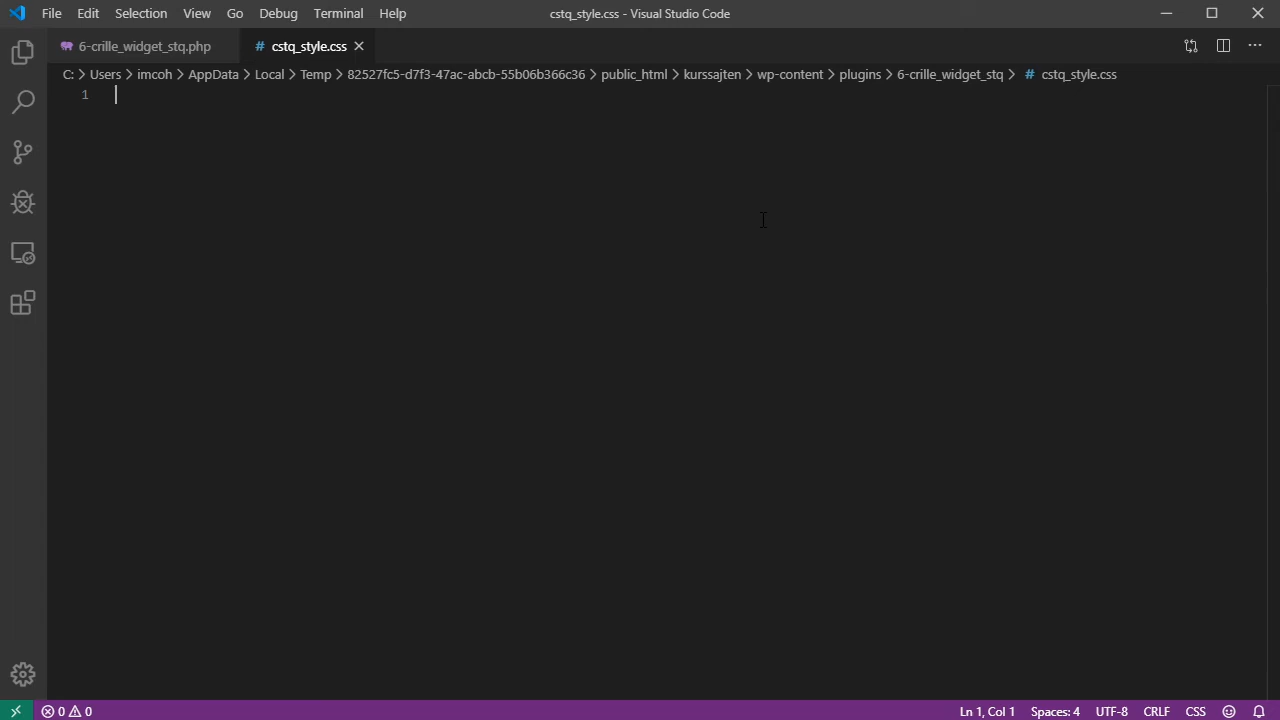 File Edit Selection View Go Debug Terminal Help cstq_style.css - Visual Studio Code
6-crille_widget_stq.php # cstq_style.css
C: > Users > imcoh > AppData > Local > Temp > 82527fc5-d7f3-47ac-abcb-55b06b366c36 > public_html > kurssajten > wp-content > plugins > 6-crille_widget_stq > # cstq_style.css
1
0 0 Ln 1, Col 1 Spaces: 4 UTF-8 CRLF CSS